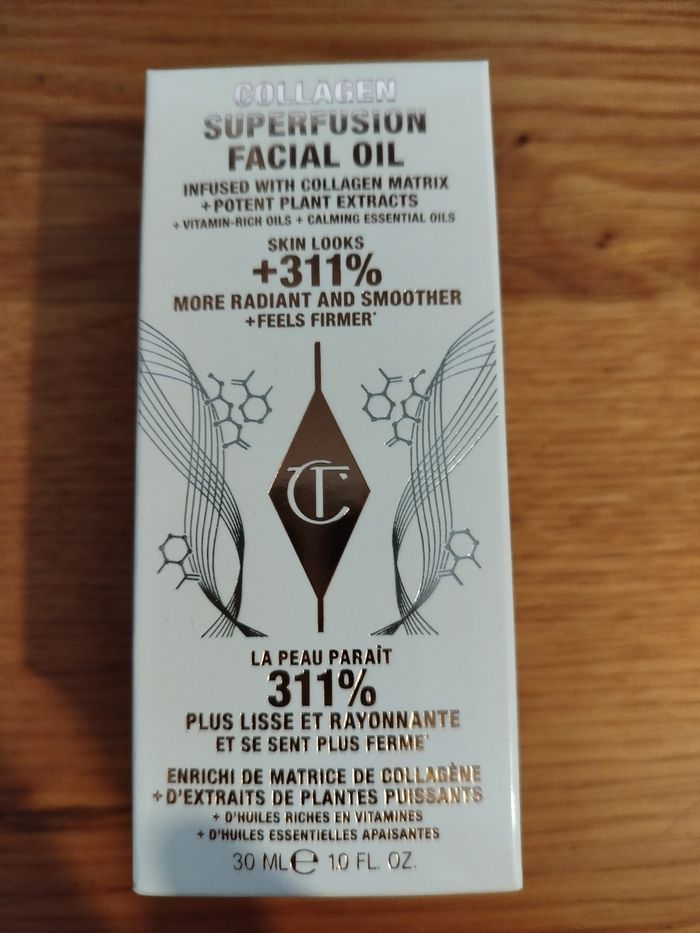 COLLAGEN
SUPERFUSION
FACIAL OIL
INFUSED WITH COLLAGEN MATRIX
+POTENT PLANT EXTRACTS
+ VITAMIN-RICH OILS + CALMING ESSENTIAL OILS
SKIN LOOKS
+311%
MORE RADIANT AND SMOOTHER
+FEELS FIRMER*
CT
LA PEAU PARAÎT
311%
PLUS LISSE ET RAYONNANTE
ET SE SENT PLUS FERME*
ENRICHI DE MATRICE DE COLLAGÈNE
+D'EXTRAITS DE PLANTES PUISSANTS
+ D'HUILES RICHES EN VITAMINES
+ D'HUILES ESSENTIELLES APAISANTES
30 ML ℮ 1.0 FL. OZ.